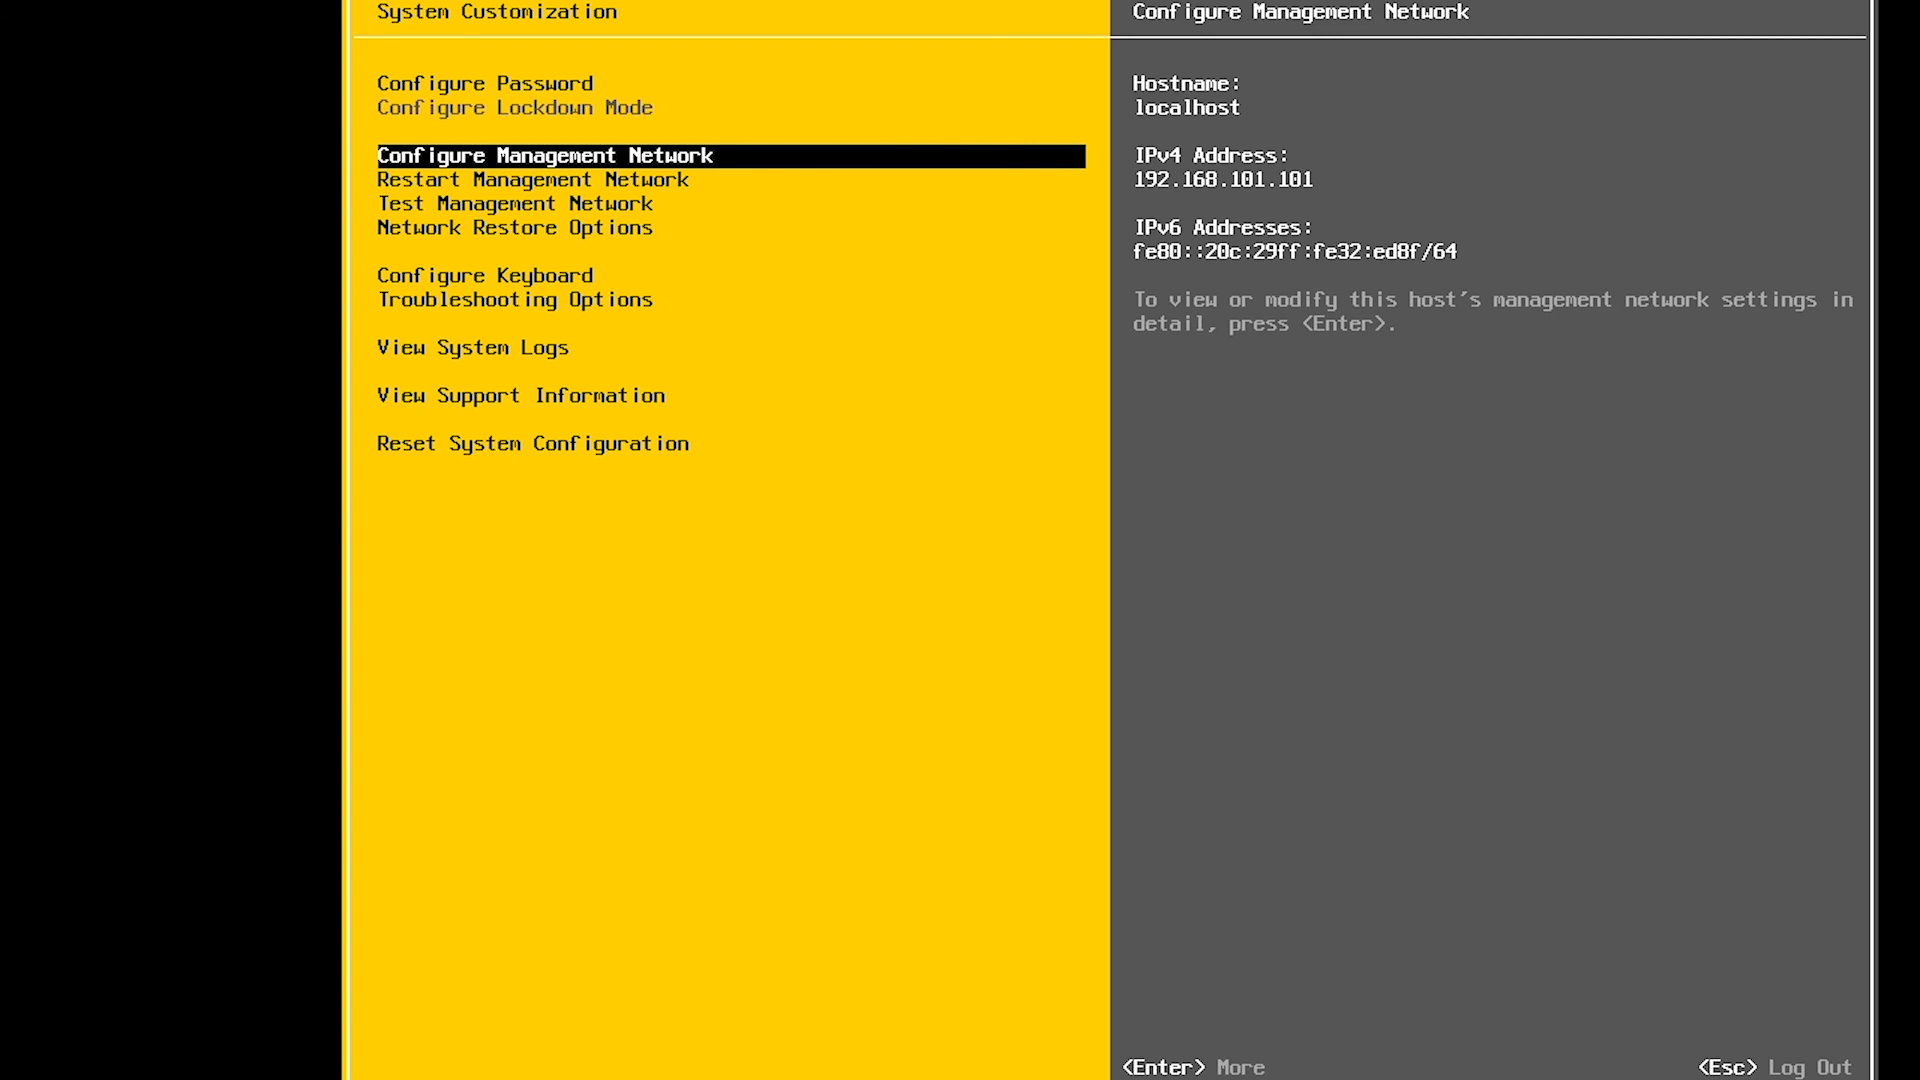 System Customization
Configure Password
Configure Lockdown Mode
Configure Management Network
Restart Management Network
Test Management Network
Network Restore Options
Configure Keyboard
Troubleshooting Options
View System Logs
View Support Information
Reset System Configuration
Configure Management Network
Hostname:
localhost
IPv4 Address:
192.168.101.101
IPv6 Addresses:
fe80::20c:29ff:fe32:ed8f/64
To view or modify this host's management network settings in
detail, press <Enter>.
<Enter> More
<Esc> Log Out